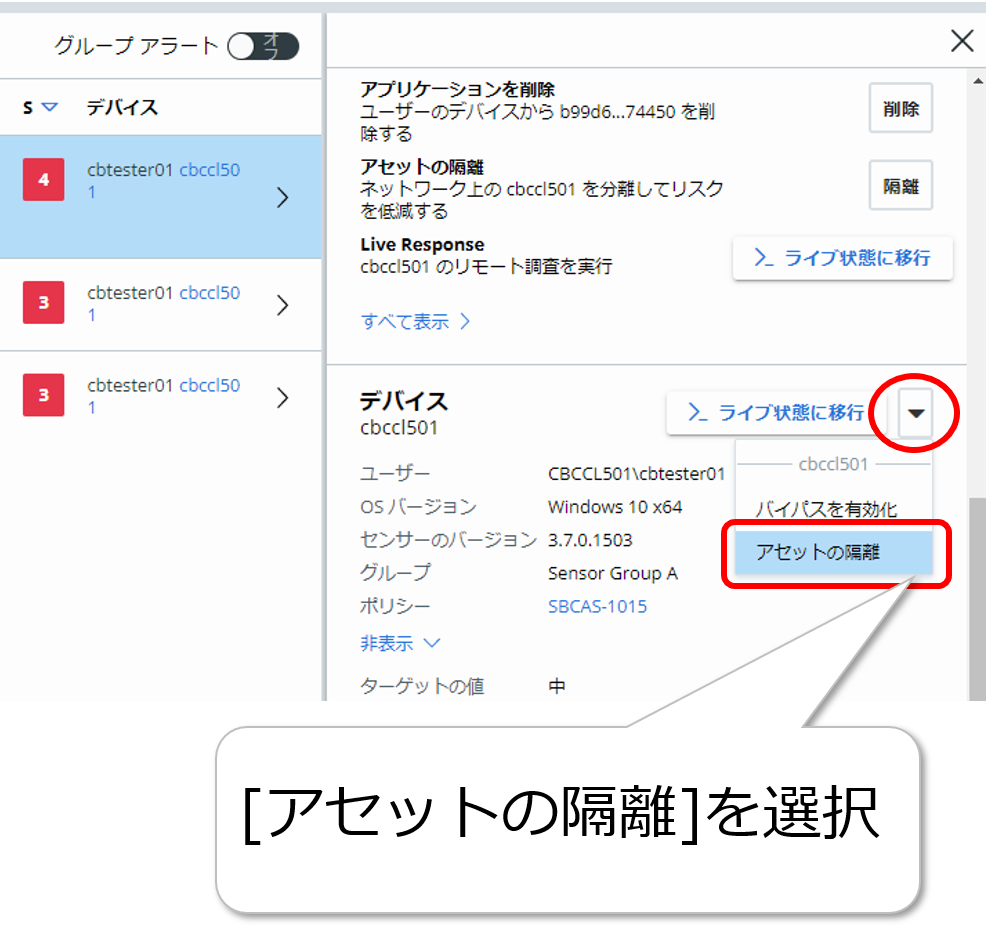 グループ アラート オフ
S デバイス
4 cbtester01 cbccl50
1
3 cbtester01 cbccl50
1
3 cbtester01 cbccl50
1
アプリケーションを削除
ユーザーのデバイスから b99d6...74450 を削
除する
削除
アセットの隔離
ネットワーク上の cbccl501 を分離してリスク
を低減する
隔離
Live Response
cbccl501 のリモート調査を実行
>_ ライブ状態に移行
すべて表示 >
デバイス
cbccl501
>_ ライブ状態に移行
cbccl501
バイパスを有効化
アセットの隔離
ユーザー CBCCL501\cbtester01
OS バージョン Windows 10 x64
センサーのバージョン 3.7.0.1503
グループ Sensor Group A
ポリシー SBCAS-1015
非表示
ターゲットの値 中
[アセットの隔離]を選択